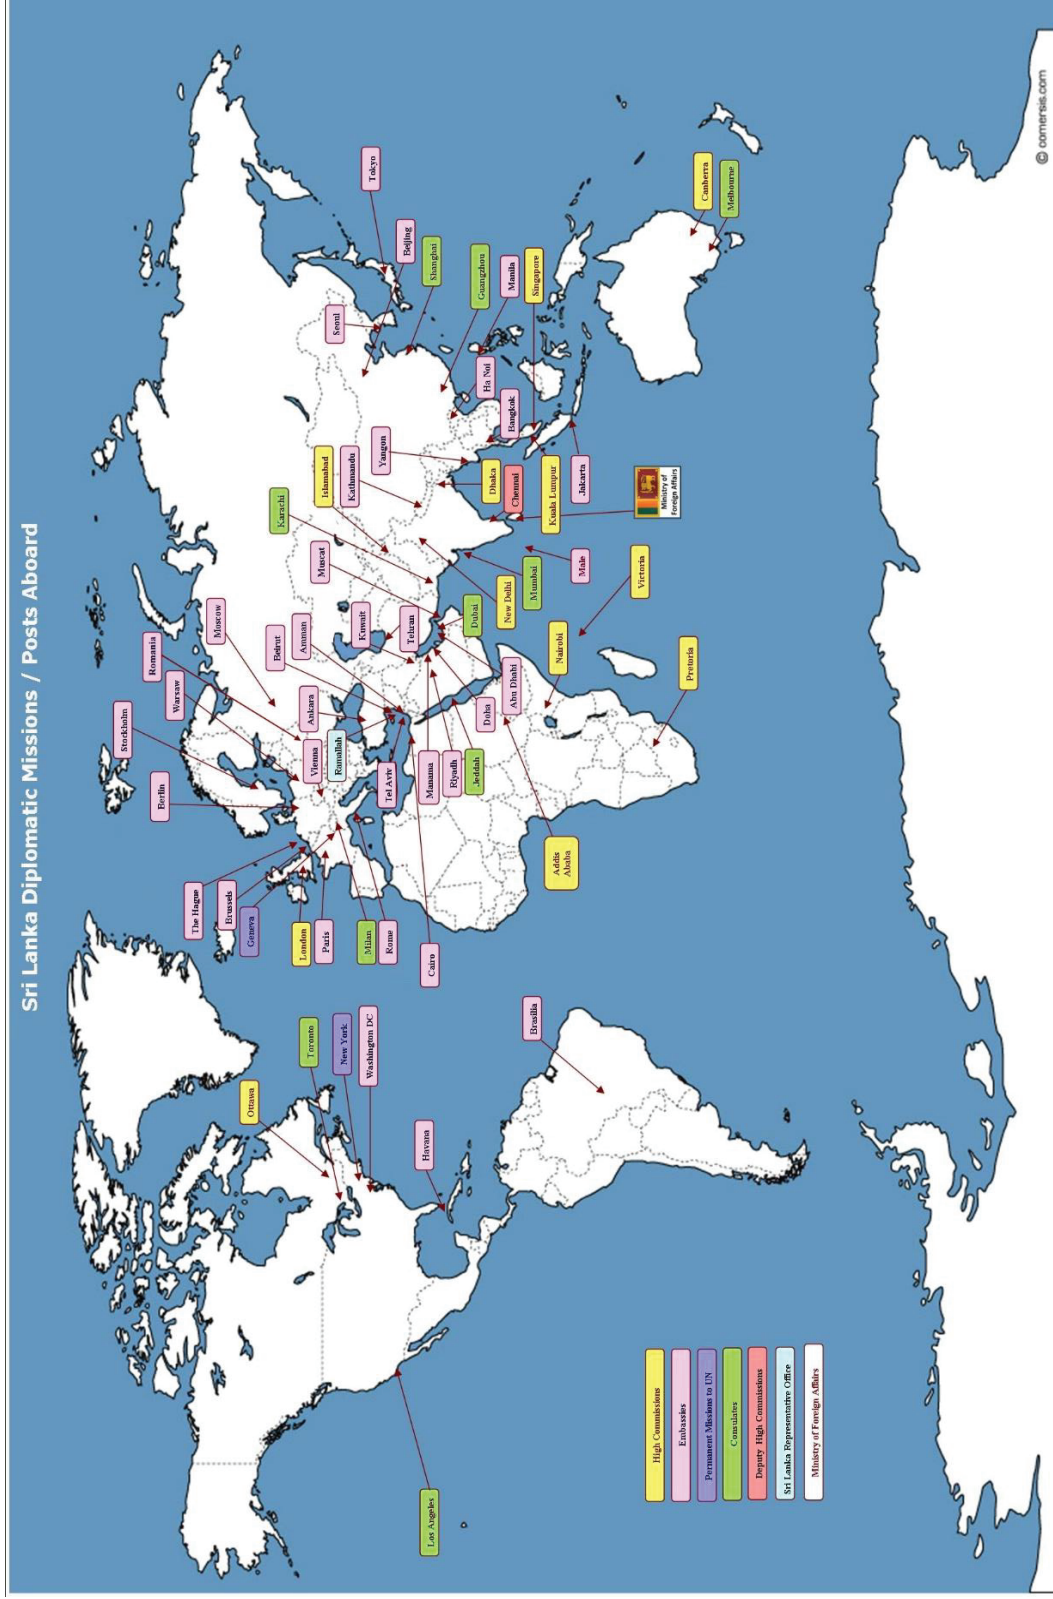 Sri Lanka Diplomatic Missions / Posts Aboard
Stockholm
Romania
Berlin
Warsaw
Moscow
The Hague
Brussels
Geneva
Ottawa
Karachi
Beirut
Amman
London
Vienna
Ankara
Muscat
Islamabad
Toronto
Paris
Ramallah
Seoul
New York
Kathmandu
Kuwait
Milan
Washington DC
Tokyo
Rome
Tel Aviv
Yangon
Tehran
Beijing
Havana
Cairo
Manama
Shanghai
Los Angeles
Riyadh
Jeddah
Dubai
Guangzhou
Doha
Ha Noi
Dhaka
Abu Dhabi
New Delhi
Bangkok
Manila
Chennai
Brasilia
Mumbai
Singapore
Kuala Lumpur
Nairobi
Addis
Ababa
Male
Jakarta
Victoria
Ministry of
Foreign Affairs
Pretoria
Canberra
Melbourne
High Commissions
Embassies
Permanent Missions to UN
Consulates
Deputy High Commissions
Sri Lanka Representative Office
Ministry of Foreign Affairs
© comersis.com